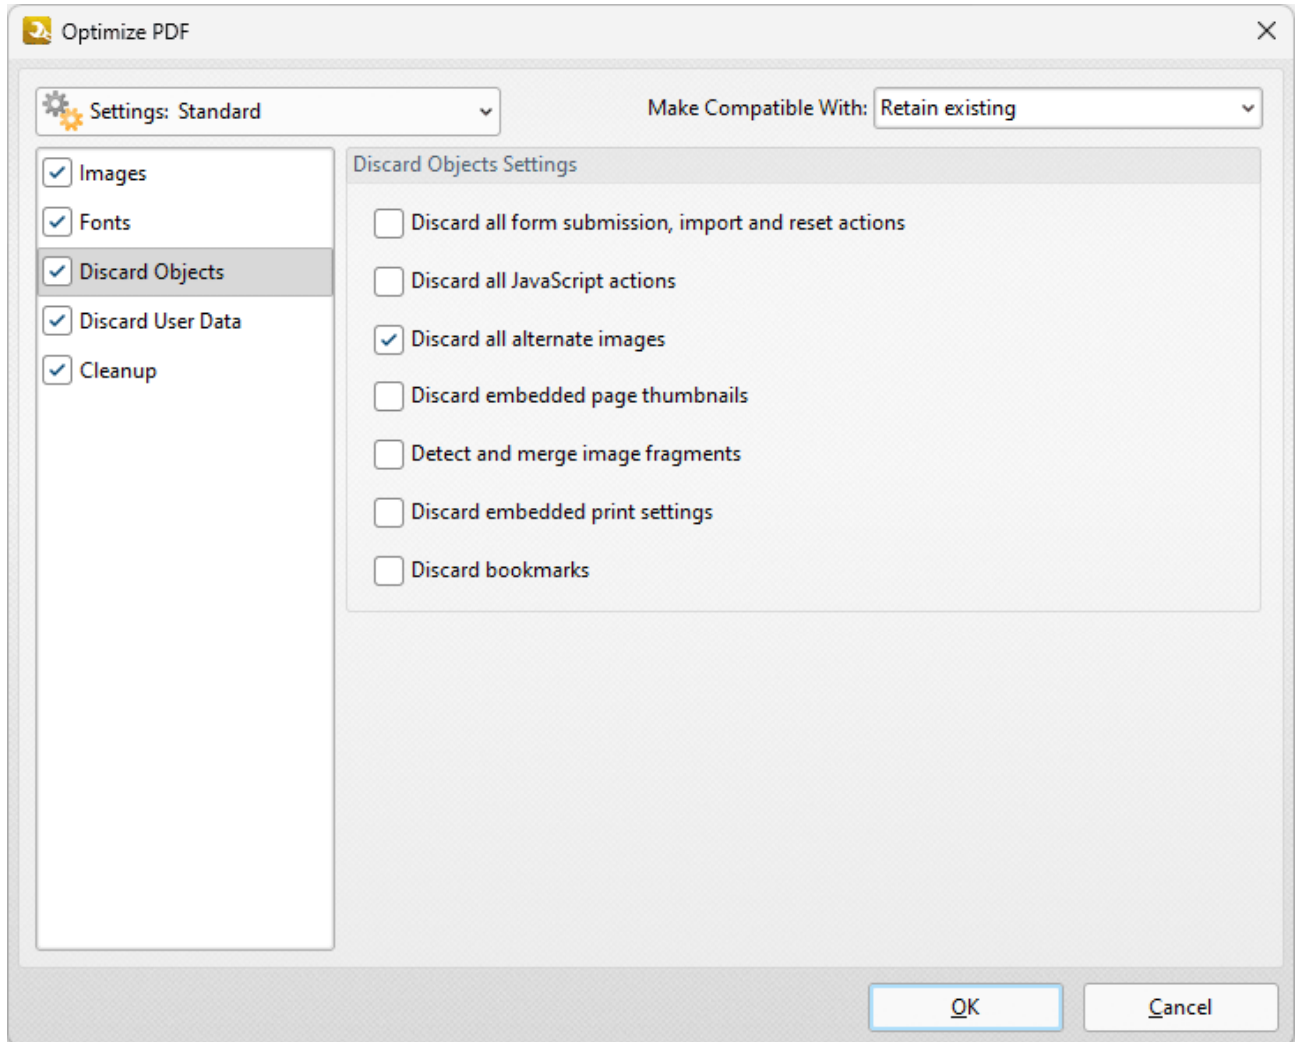 Optimize PDF
Settings: Standard
Make Compatible With: Retain existing
Images
Fonts
Discard Objects
Discard User Data
Cleanup
Discard Objects Settings
Discard all form submission, import and reset actions
Discard all JavaScript actions
Discard all alternate images
Discard embedded page thumbnails
Detect and merge image fragments
Discard embedded print settings
Discard bookmarks
OK
Cancel